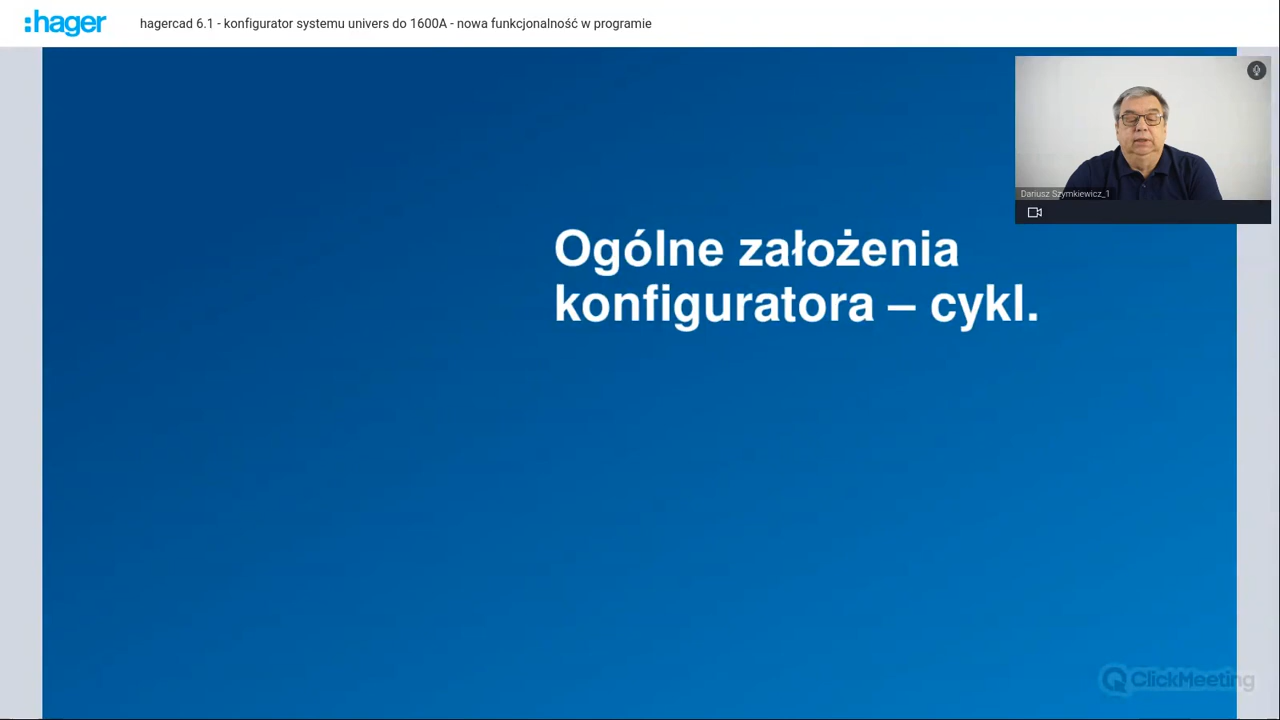 :hager
hagercad 6.1 - konfigurator systemu univers do 1600A - nowa funkcjonalność w programie
Dariusz Szymkiewicz_1
Ogólne założenia
konfiguratora – cykl.
ClickMeeting